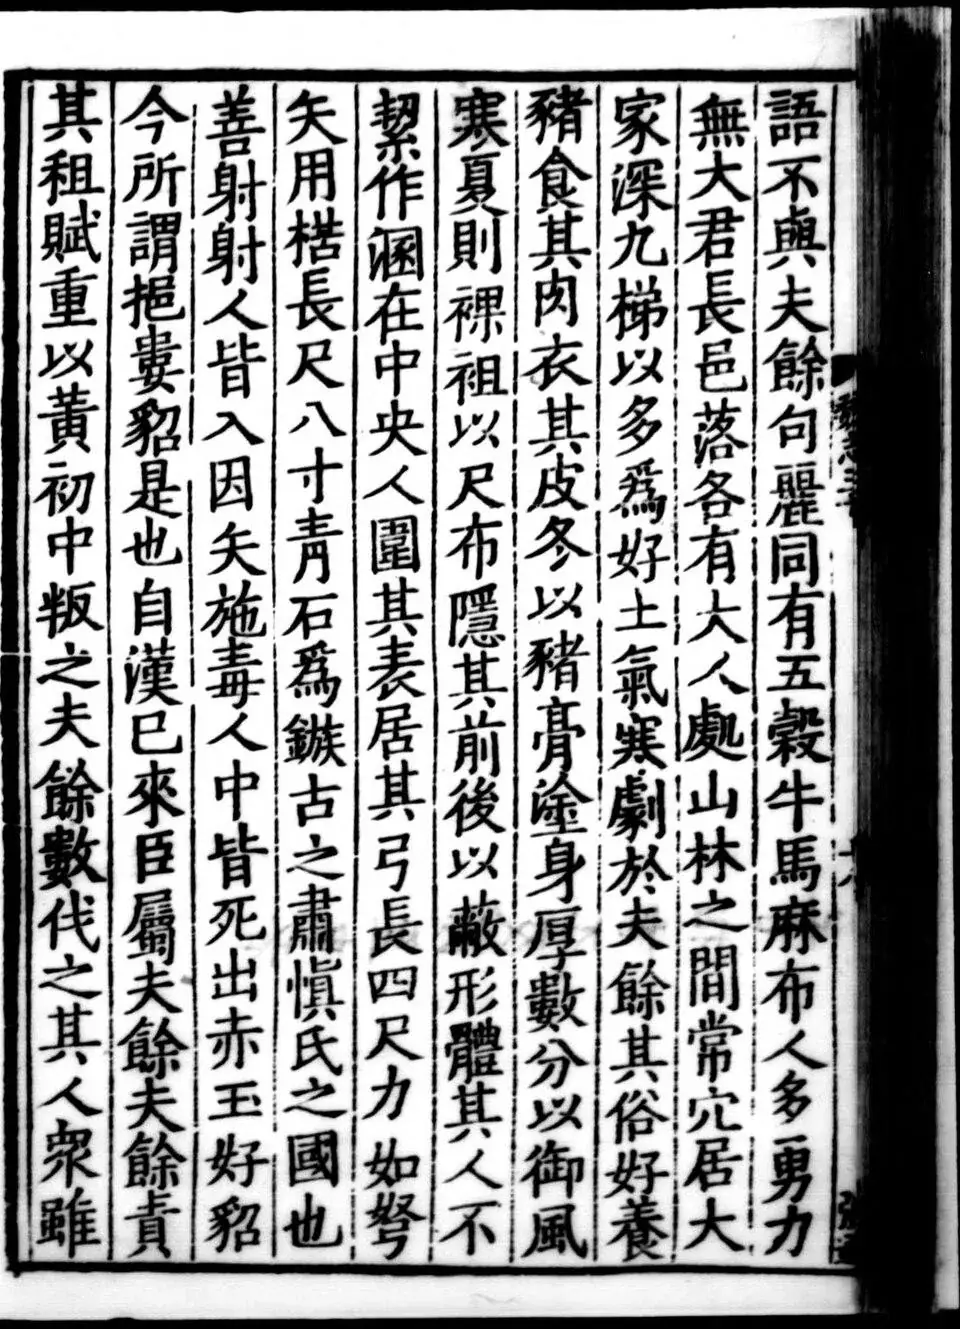 語不與夫餘句麗同有五穀牛馬麻布人多勇力
無大君長邑落各有大人處山林之間常穴居大
家深九梯以多爲好土氣寒劇於夫餘其俗好養
豬食其肉衣其皮冬以豬膏塗身厚數分以御風
寒夏則裸袒以尺布隱其前後以蔽形體其人不
絜作溷在中央人圍其表居其弓長四尺力如弩
矢用楛長尺八寸青石爲鏃古之肅愼氏之國也
善射射人皆入因矢施毒人中皆死出赤玉好貂
今所謂挹婁貂是也自漢已來臣屬夫餘夫餘責
其租賦重以黃初中叛之夫餘數伐之其人衆雖